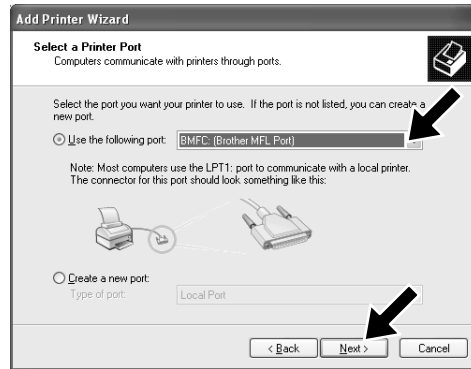 Add Printer Wizard
Select a Printer Port
Computers communicate with printers through ports.
Select the port you want your printer to use. If the port is not listed, you can create a
new port.
Use the following port: BMFC: (Brother MFL Port)
Note: Most computers use the LPT1: port to communicate with a local printer.
The connector for this port should look something like this:
Create a new port:
Type of port: Local Port
< Back Next > Cancel